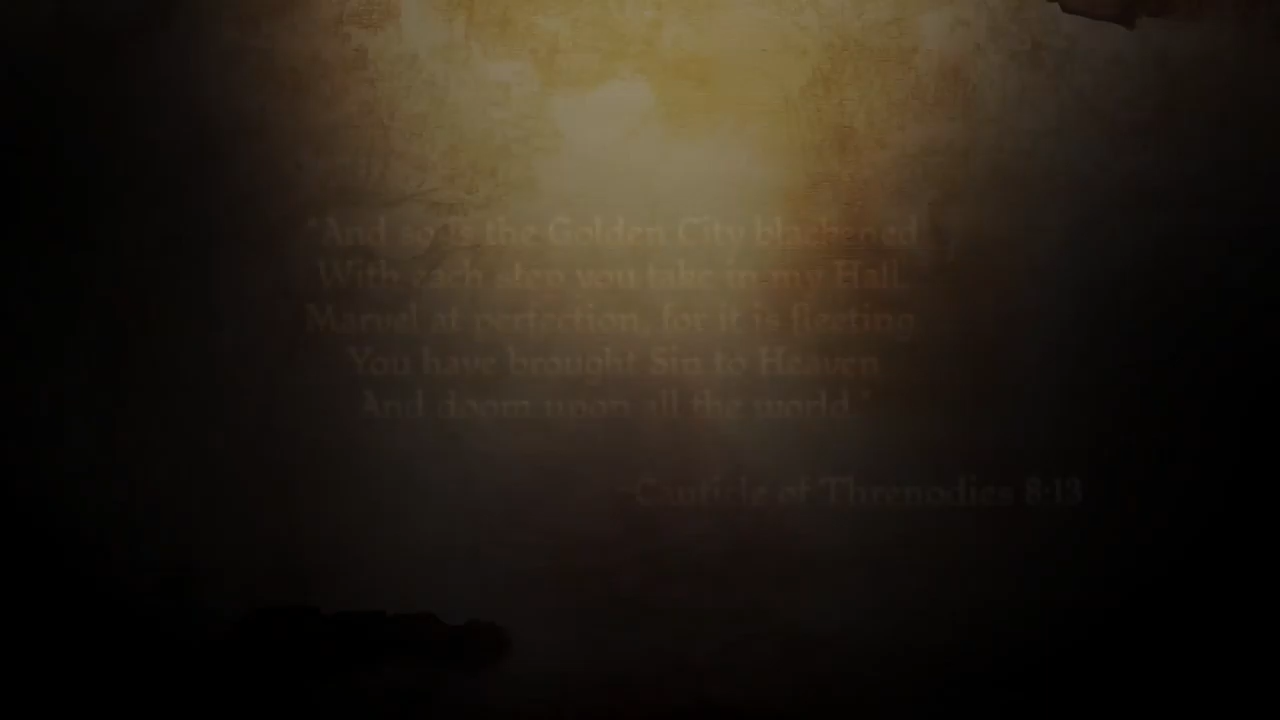 "And so is the Golden City blackened
With each step you take in my Hall.
Marvel at perfection, for it is fleeting
You have brought Sin to Heaven
And doom upon all the world."
Canticle of Threnodies 8:13